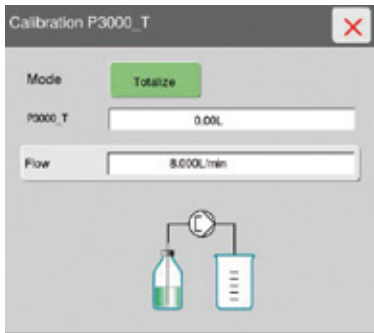 Calibration P3000_T
Mode Totalize
P3000_T 0.00L
Flow 8.000L/min